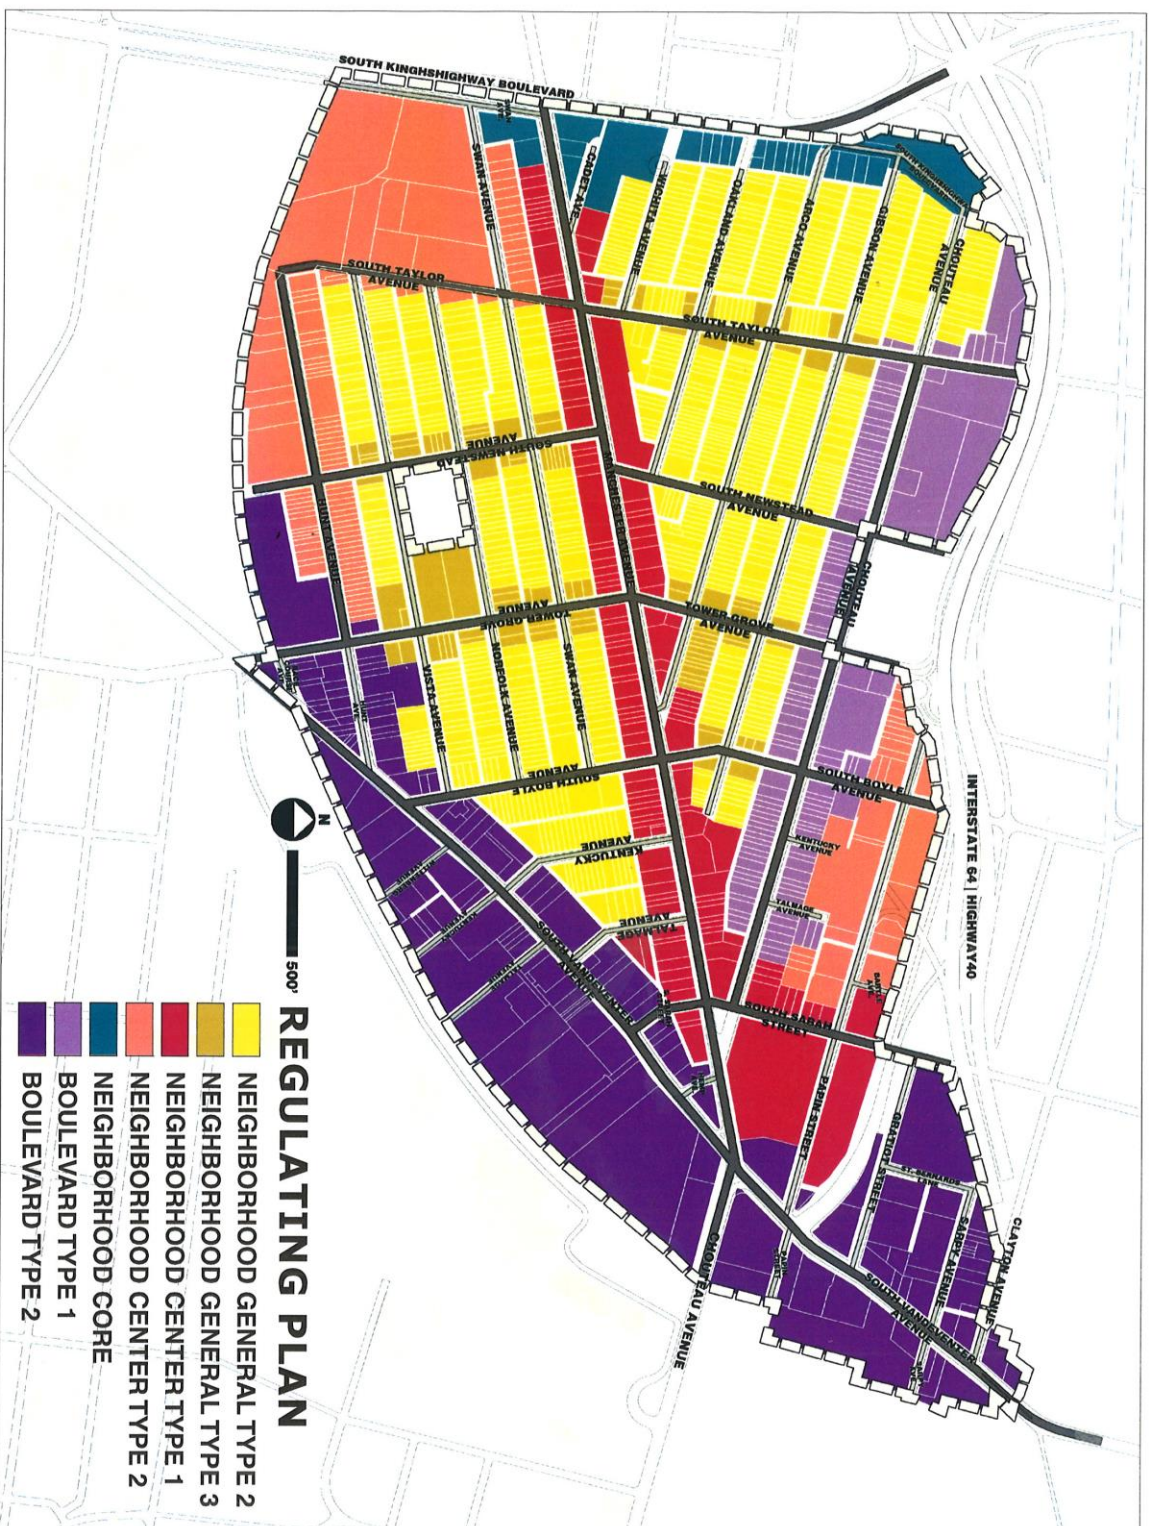 SOUTH KINGHSHIGHWAY BOULEVARD
SWAN
AVE.
SWAN AVENUE
CADET AVE.
WICHITA AVENUE
OAKLAND AVENUE
ARCO AVENUE
GIBSON AVENUE
CHOUTEAU
AVENUE
SOUTH TAYLOR
AVENUE
SOUTH TAYLOR
AVENUE
SOUTH NEWSTEAD
AVENUE
SOUTH NEWSTEAD
AVENUE
MANCHESTER AVENUE
HUNT AVENUE
CHOUTEAU
AVENUE
TOWER GROVE
AVENUE
TOWER GROVE
AVENUE
SWAN AVENUE
NORFOLK AVENUE
VISTA AVENUE
SOUTH BOYLE
AVENUE
SOUTH BOYLE
AVENUE
KENTUCKY
AVENUE
KENTUCKY
AVENUE
TALMAGE
AVENUE
TALMAGE
AVENUE
SOUTH VANDEVENTER
AVENUE
SOUTH SARAH
STREET
PAPIN STREET
GRATIOT STREET
SARPY AVENUE
CLAYTON AVENUE
SOUTH VANDEVENTER
AVENUE
CHOUTEAU AVENUE
INTERSTATE 64 | HIGHWAY40
N
500'
REGULATING PLAN
NEIGHBORHOOD GENERAL TYPE 2
NEIGHBORHOOD GENERAL TYPE 3
NEIGHBORHOOD CENTER TYPE 1
NEIGHBORHOOD CENTER TYPE 2
NEIGHBORHOOD CORE
BOULEVARD TYPE 1
BOULEVARD TYPE 2